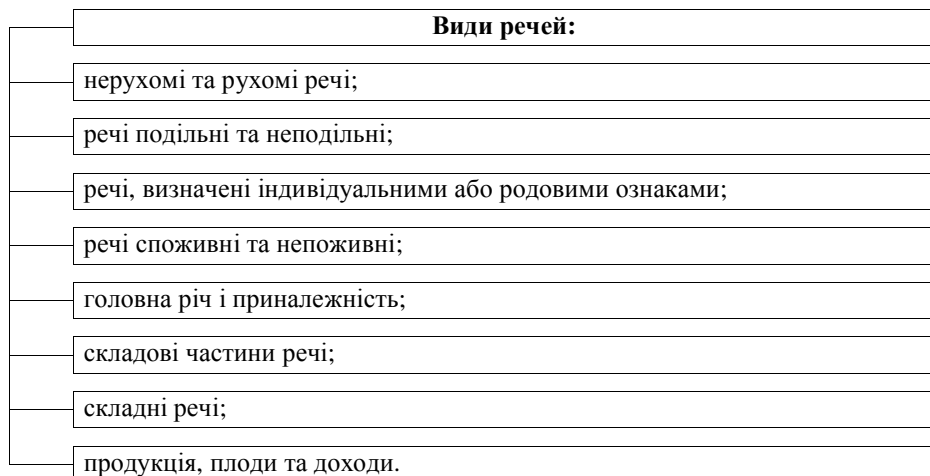 Види речей:
нерухомі та рухомі речі;
речі подільні та неподільні;
речі, визначені індивідуальними або родовими ознаками;
речі споживні та непоживні;
головна річ і приналежність;
складові частини речі;
складні речі;
продукція, плоди та доходи.